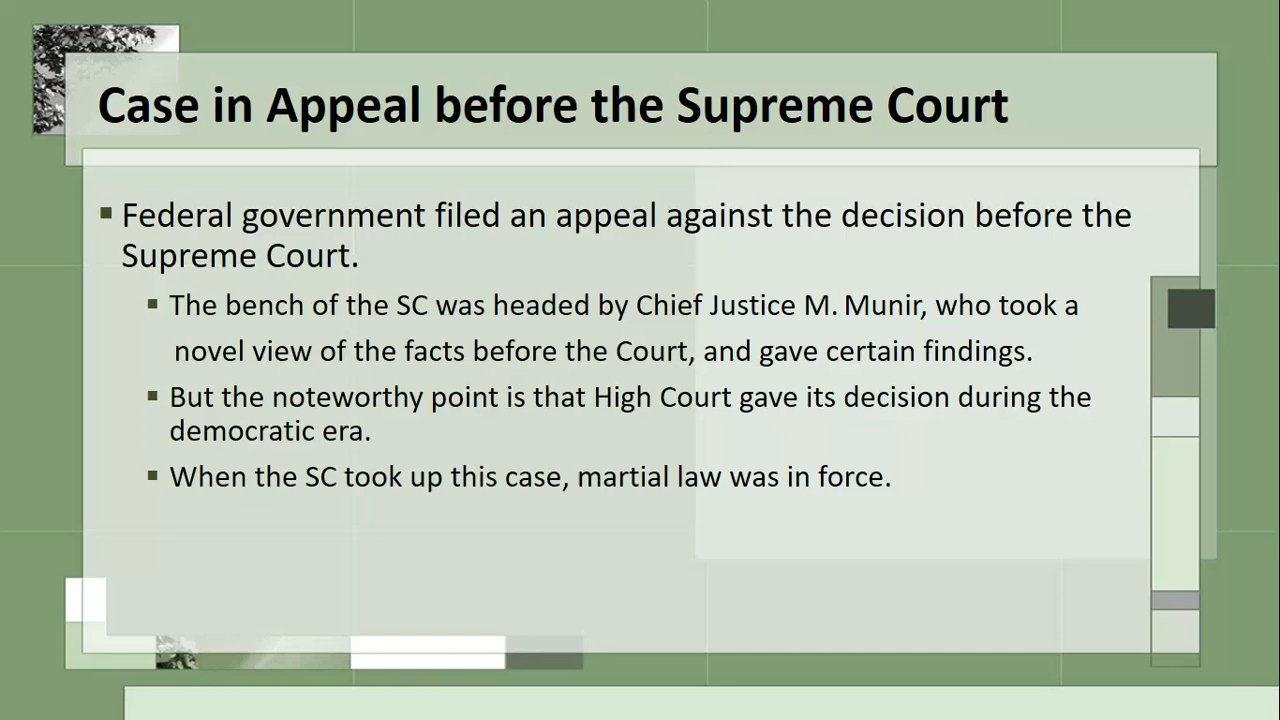 Case in Appeal before the Supreme Court
▪ Federal government filed an appeal against the decision before the
Supreme Court.
▪ The bench of the SC was headed by Chief Justice M. Munir, who took a
novel view of the facts before the Court, and gave certain findings.
▪ But the noteworthy point is that High Court gave its decision during the
democratic era.
▪ When the SC took up this case, martial law was in force.